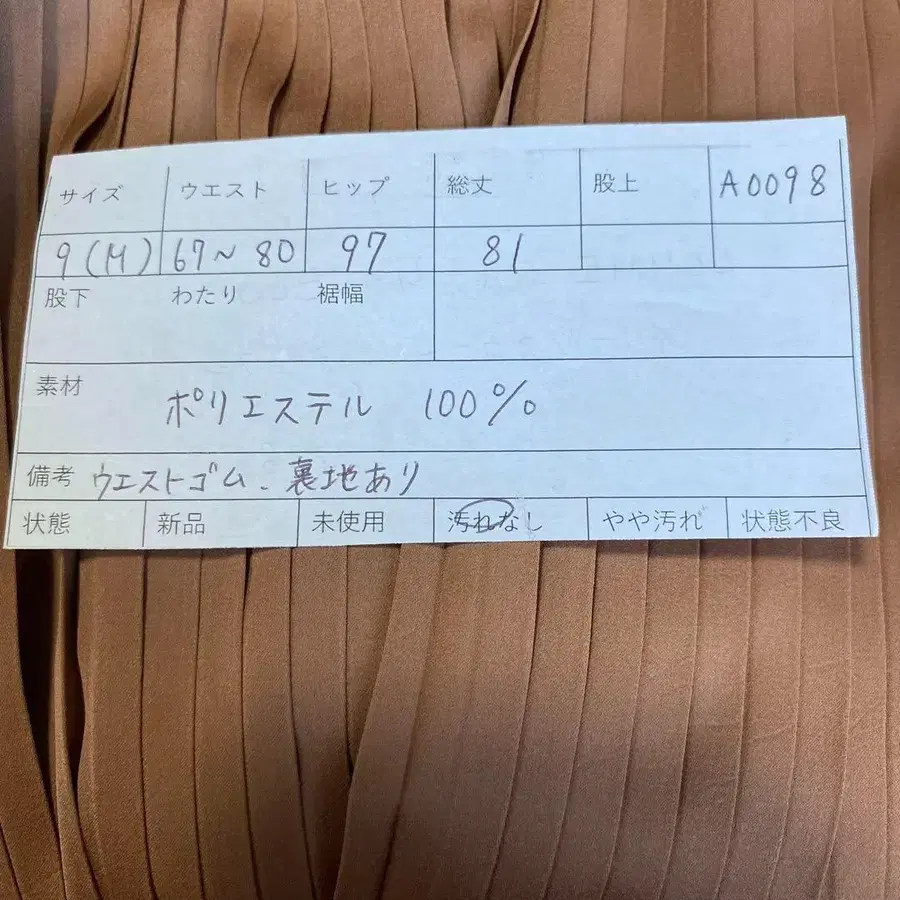 サイズ ウエスト ヒップ 総丈 股上 A0098
9(M) 67~80 97 81
股下 わたり 裾幅
素材
ポリエステル 100%
備考 ウエストゴム、裏地あり
状態 新品 未使用 汚れなし やや汚れ 状態不良